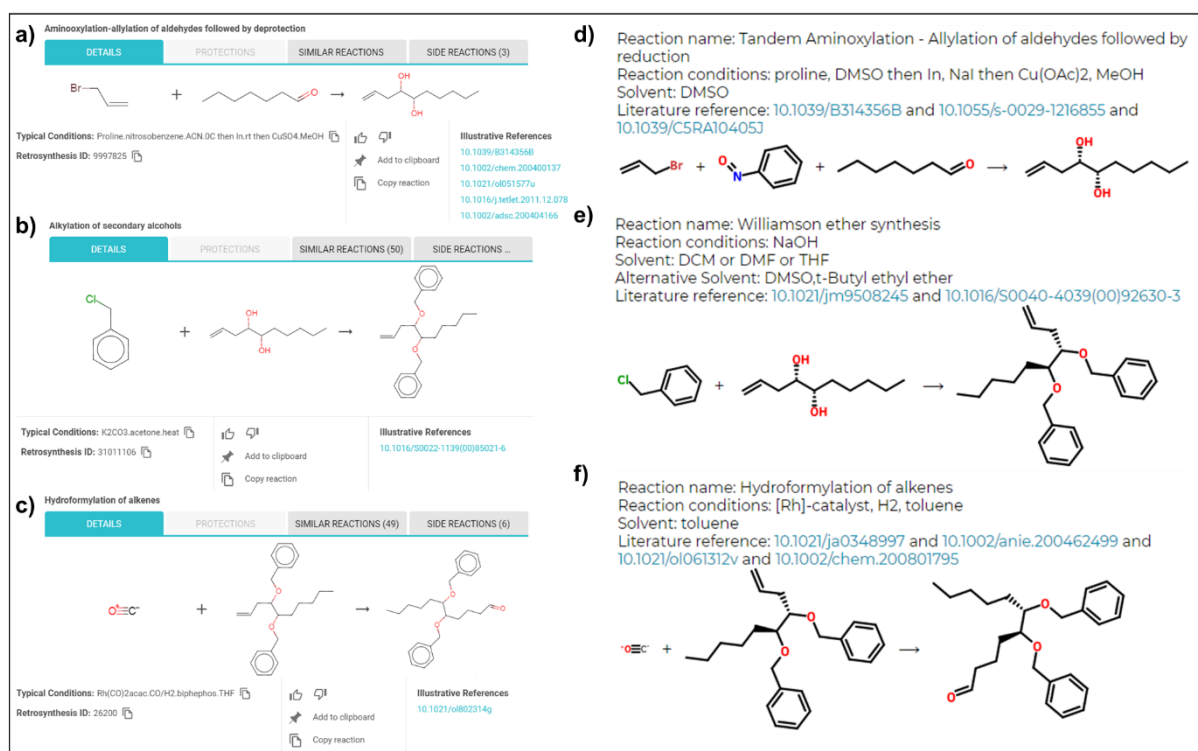 a)
Aminooxylation-allylation of aldehydes followed by deprotection
DETAILS PROTECTIONS SIMILAR REACTIONS SIDE REACTIONS (3)
Br + O
OH
OH
Typical Conditions: Proline.nitrosobenzene.ACN.0C then In.rt then CuSO4.MeOH
Retrosynthesis ID: 9997825
Add to clipboard
Copy reaction
Illustrative References
10.1039/B314356B
10.1002/chem.200400137
10.1021/ol051577u
10.1016/j.tetlet.2011.12.078
10.1002/adsc.200404166
b)
Alkylation of secondary alcohols
DETAILS PROTECTIONS SIMILAR REACTIONS (50) SIDE REACTIONS ...
Cl
+
OH
OH
O
O
Typical Conditions: K2CO3.acetone.heat
Retrosynthesis ID: 31011106
Add to clipboard
Copy reaction
Illustrative References
10.1016/S0022-1139(00)85021-6
c)
Hydroformylation of alkenes
DETAILS PROTECTIONS SIMILAR REACTIONS (49) SIDE REACTIONS (6)
O+≡C-
+
O
O
O
O
O
Typical Conditions: Rh(CO)2acac.CO/H2.biphephos.THF
Retrosynthesis ID: 26200
Add to clipboard
Copy reaction
Illustrative References
10.1021/ol802314g
d)
Reaction name: Tandem Aminoxylation - Allylation of aldehydes followed by
reduction
Reaction conditions: proline, DMSO then In, NaI then Cu(OAc)2, MeOH
Solvent: DMSO
Literature reference: 10.1039/B314356B and 10.1055/s-0029-1216855 and
10.1039/C5RA10405J
Br + O N + O
OH
OH
e)
Reaction name: Williamson ether synthesis
Reaction conditions: NaOH
Solvent: DCM or DMF or THF
Alternative Solvent: DMSO,t-Butyl ethyl ether
Literature reference: 10.1021/jm9508245 and 10.1016/S0040-4039(00)92630-3
Cl
+
OH
OH
O
O
f)
Reaction name: Hydroformylation of alkenes
Reaction conditions: [Rh]-catalyst, H2, toluene
Solvent: toluene
Literature reference: 10.1021/ja0348997 and 10.1002/anie.200462499 and
10.1021/ol061312v and 10.1002/chem.200801795
+O≡C-
+
O
O
O
O
O